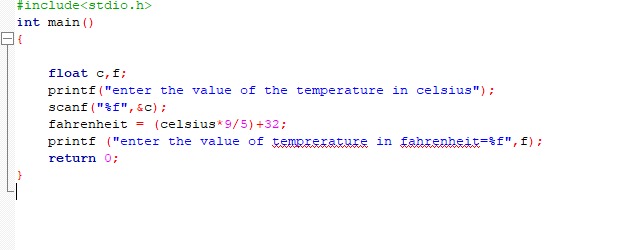 #include<stdio.h>
int main()
{
float c,f;
printf("enter the value of the temperature in celsius");
scanf("%f",&c);
fahrenheit = (celsius*9/5)+32;
printf ("enter the value of temprerature in fahrenheit=%f",f);
return 0;
}